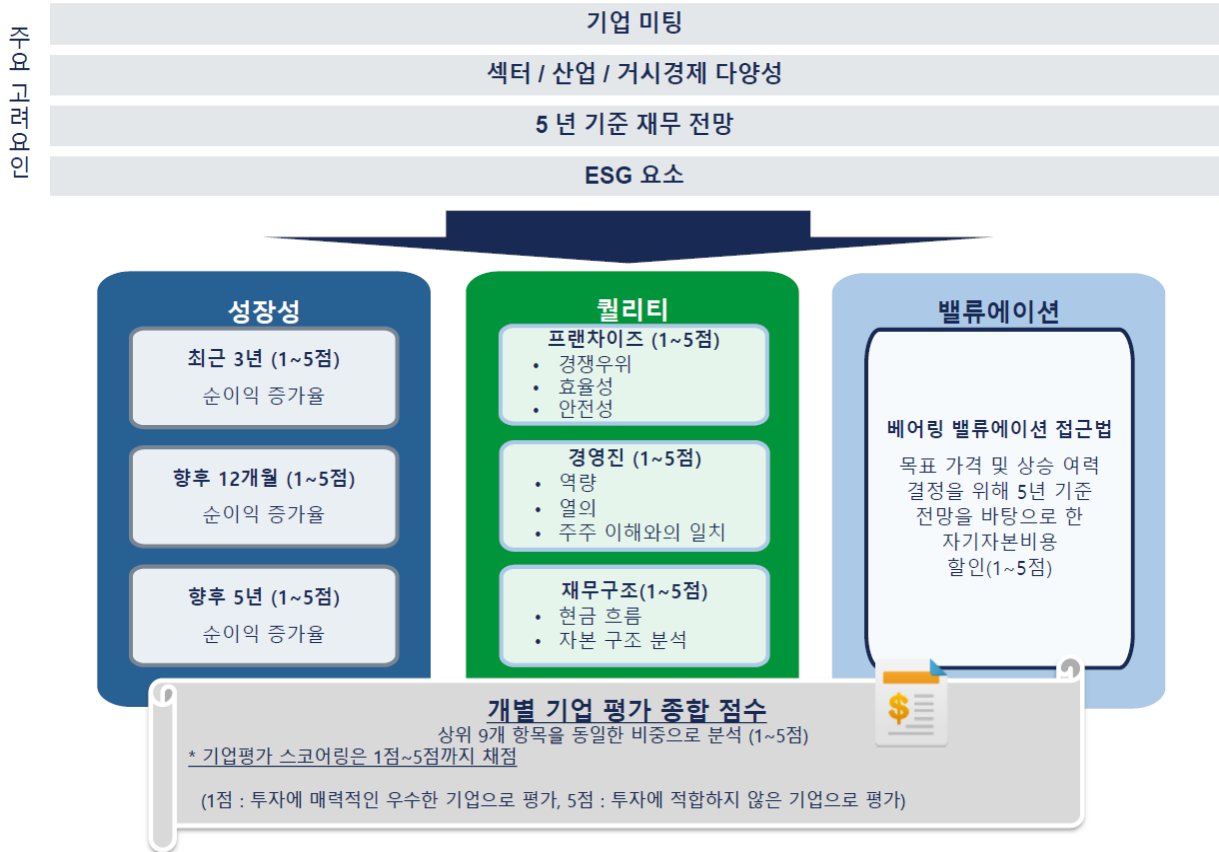 주요 고려요인
기업 미팅
섹터 / 산업 / 거시경제 다양성
5 년 기준 재무 전망
ESG 요소
성장성
최근 3년 (1~5점)
순이익 증가율
향후 12개월 (1~5점)
순이익 증가율
향후 5년 (1~5점)
순이익 증가율
퀄리티
프랜차이즈 (1~5점)
• 경쟁우위
• 효율성
• 안전성
경영진 (1~5점)
• 역량
• 열의
• 주주 이해와의 일치
재무구조(1~5점)
• 현금 흐름
• 자본 구조 분석
밸류에이션
베어링 밸류에이션 접근법
목표 가격 및 상승 여력
결정을 위해 5년 기준
전망을 바탕으로 한
자기자본비용
할인(1~5점)
$
개별 기업 평가 종합 점수
상위 9개 항목을 동일한 비중으로 분석 (1~5점)
* 기업평가 스코어링은 1점~5점까지 채점
(1점 : 투자에 매력적인 우수한 기업으로 평가, 5점 : 투자에 적합하지 않은 기업으로 평가)